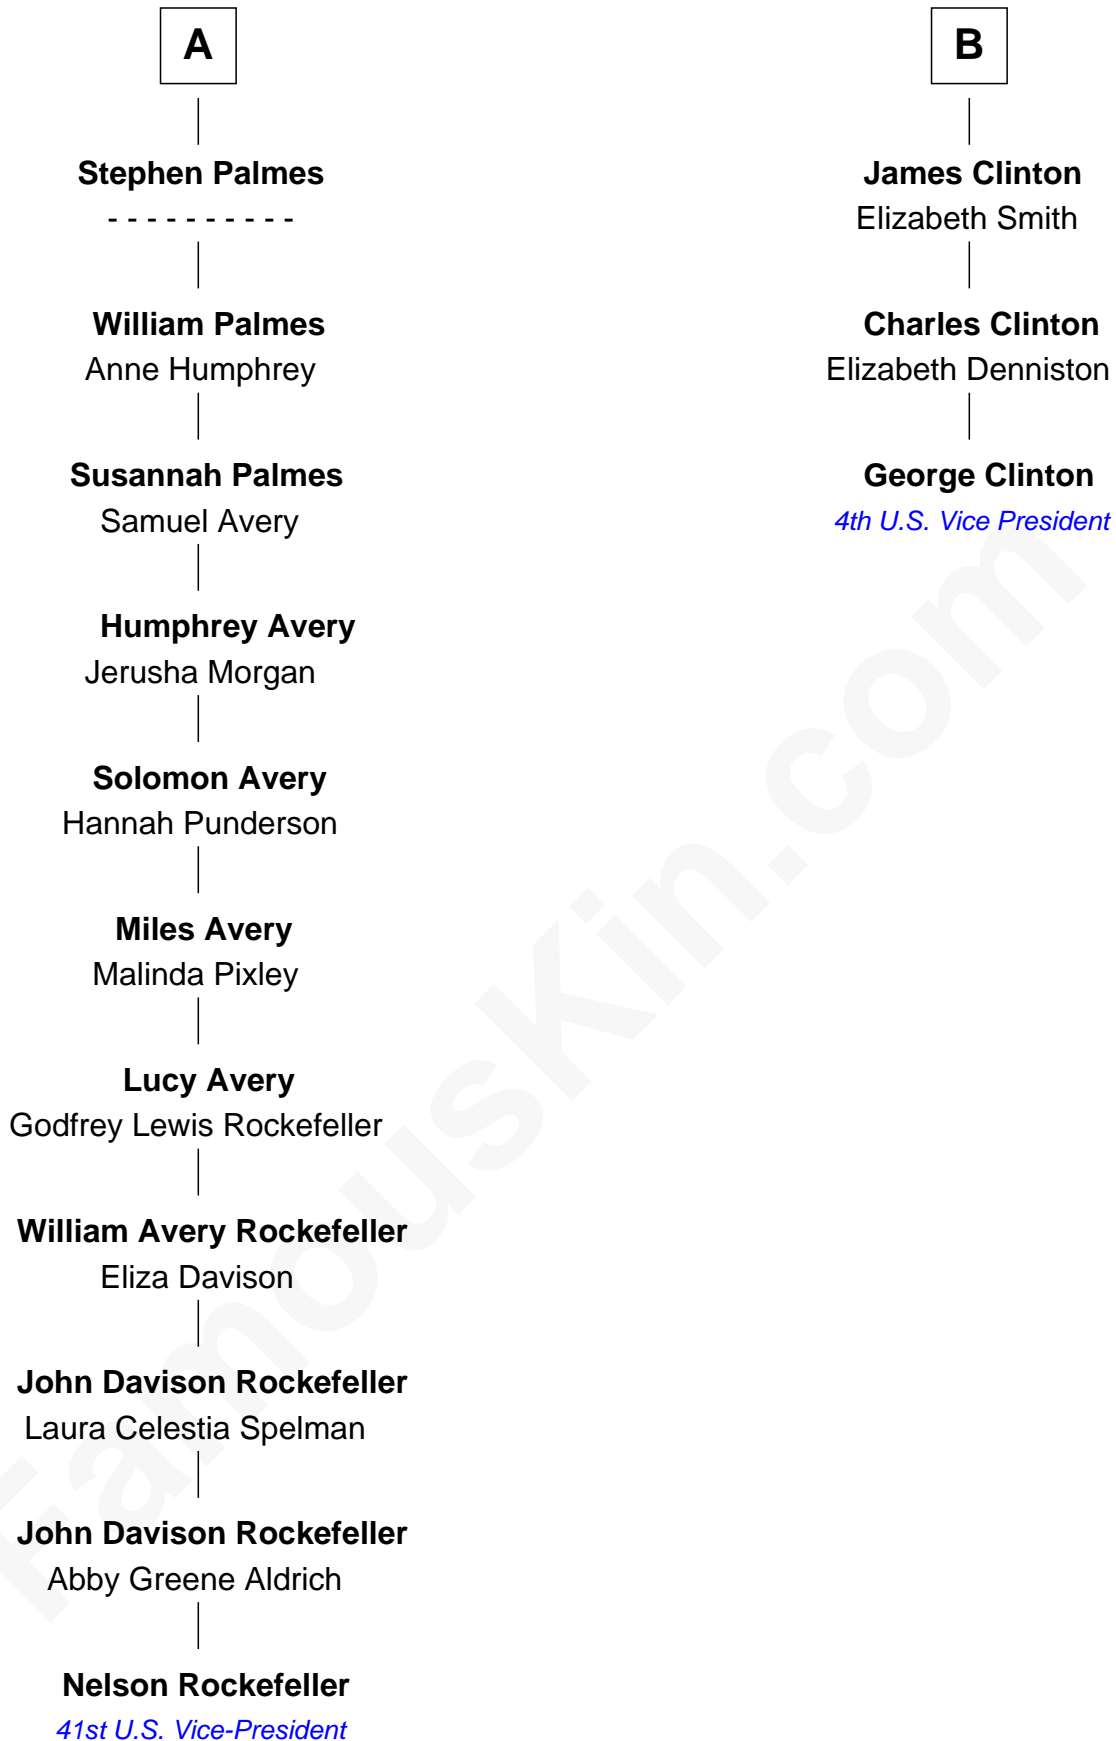 A
Stephen Palmes
- - - - - - - - - -
William Palmes
Anne Humphrey
Susannah Palmes
Samuel Avery
Humphrey Avery
Jerusha Morgan
Solomon Avery
Hannah Punderson
Miles Avery
Malinda Pixley
Lucy Avery
Godfrey Lewis Rockefeller
William Avery Rockefeller
Eliza Davison
John Davison Rockefeller
Laura Celestia Spelman
John Davison Rockefeller
Abby Greene Aldrich
Nelson Rockefeller
41st U.S. Vice-President
B
James Clinton
Elizabeth Smith
Charles Clinton
Elizabeth Denniston
George Clinton
4th U.S. Vice President
FamousKin.com